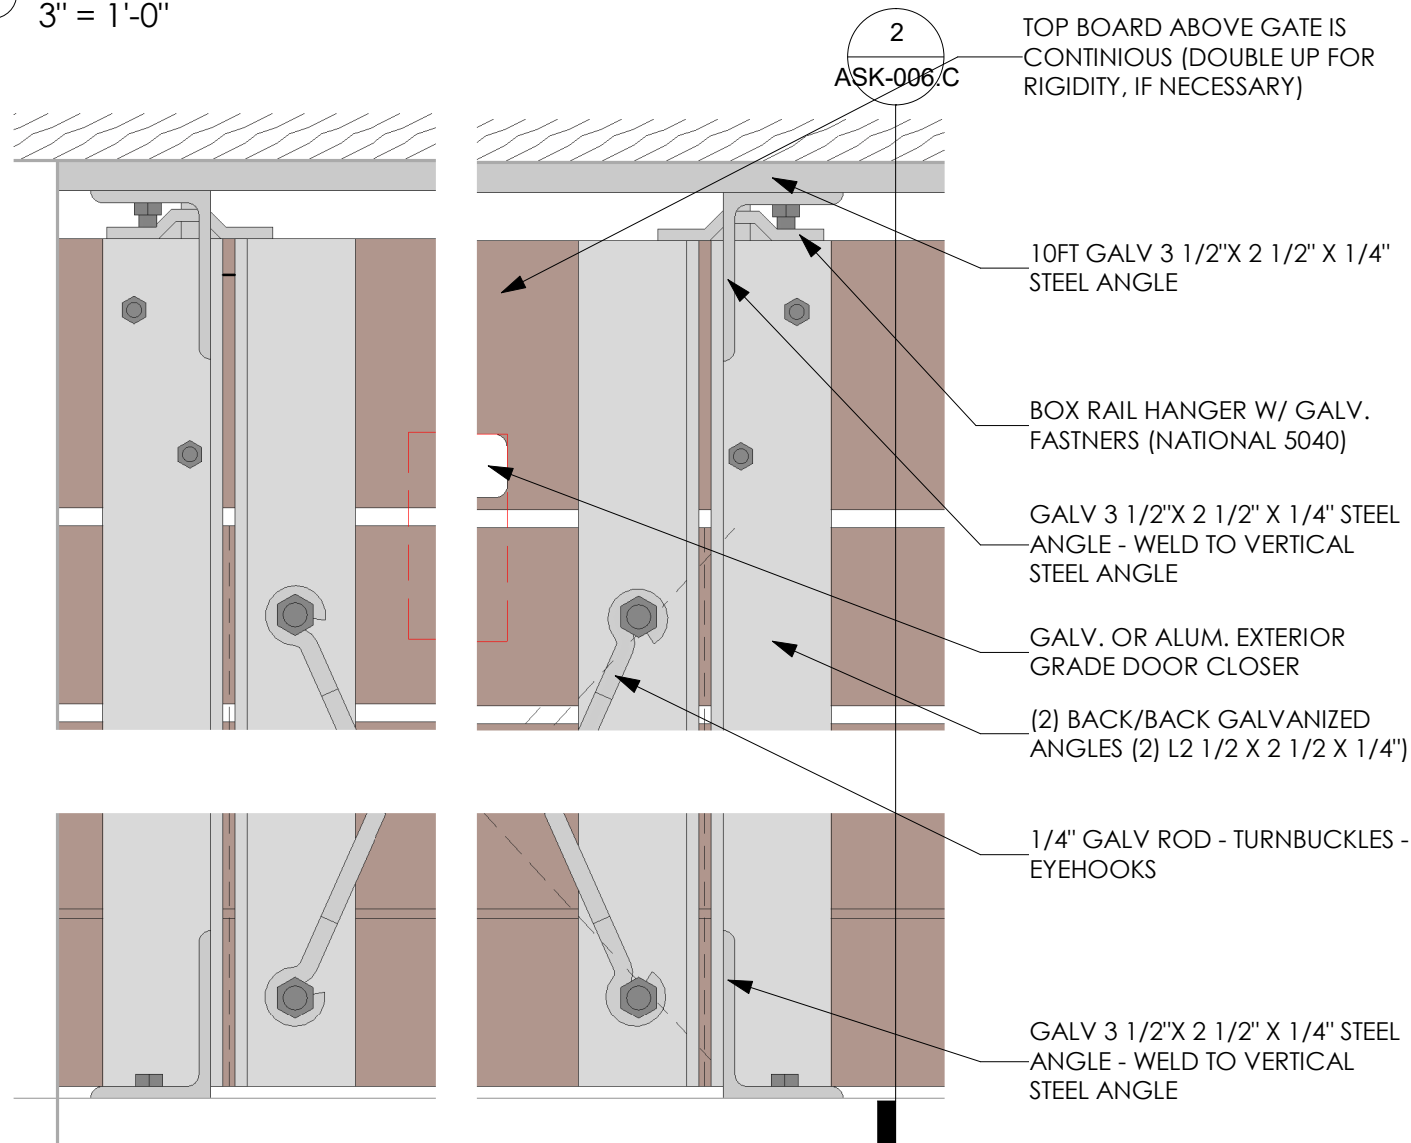 3" = 1'-0"
2
ASK-006.C
TOP BOARD ABOVE GATE IS
CONTINIOUS (DOUBLE UP FOR
RIGIDITY, IF NECESSARY)
10FT GALV 3 1/2"X 2 1/2" X 1/4"
STEEL ANGLE
BOX RAIL HANGER W/ GALV.
FASTNERS (NATIONAL 5040)
GALV 3 1/2"X 2 1/2" X 1/4" STEEL
ANGLE - WELD TO VERTICAL
STEEL ANGLE
GALV. OR ALUM. EXTERIOR
GRADE DOOR CLOSER
(2) BACK/BACK GALVANIZED
ANGLES (2) L2 1/2 X 2 1/2 X 1/4")
1/4" GALV ROD - TURNBUCKLES -
EYEHOOKS
GALV 3 1/2"X 2 1/2" X 1/4" STEEL
ANGLE - WELD TO VERTICAL
STEEL ANGLE